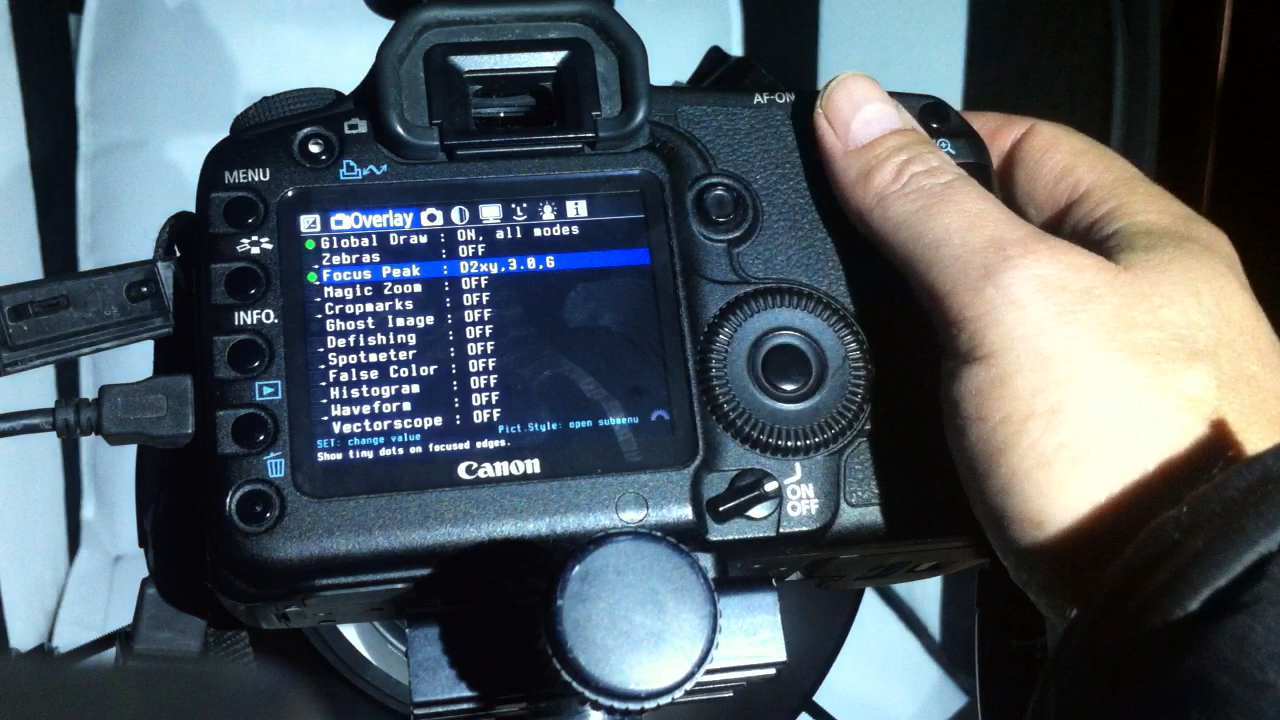 AF-ON
MENU
Overlay
Global Draw : ON, all modes
Zebras : OFF
Focus Peak : D2xy,3.0,G
Magic Zoom : OFF
Cropmarks : OFF
Ghost Image : OFF
Defishing : OFF
Spotmeter : OFF
False Color : OFF
Histogram : OFF
Waveform : OFF
Vectorscope : OFF
SET: change value
Pict.Style: open submenu
Show tiny dots on focused edges.
INFO.
Canon
ON
OFF